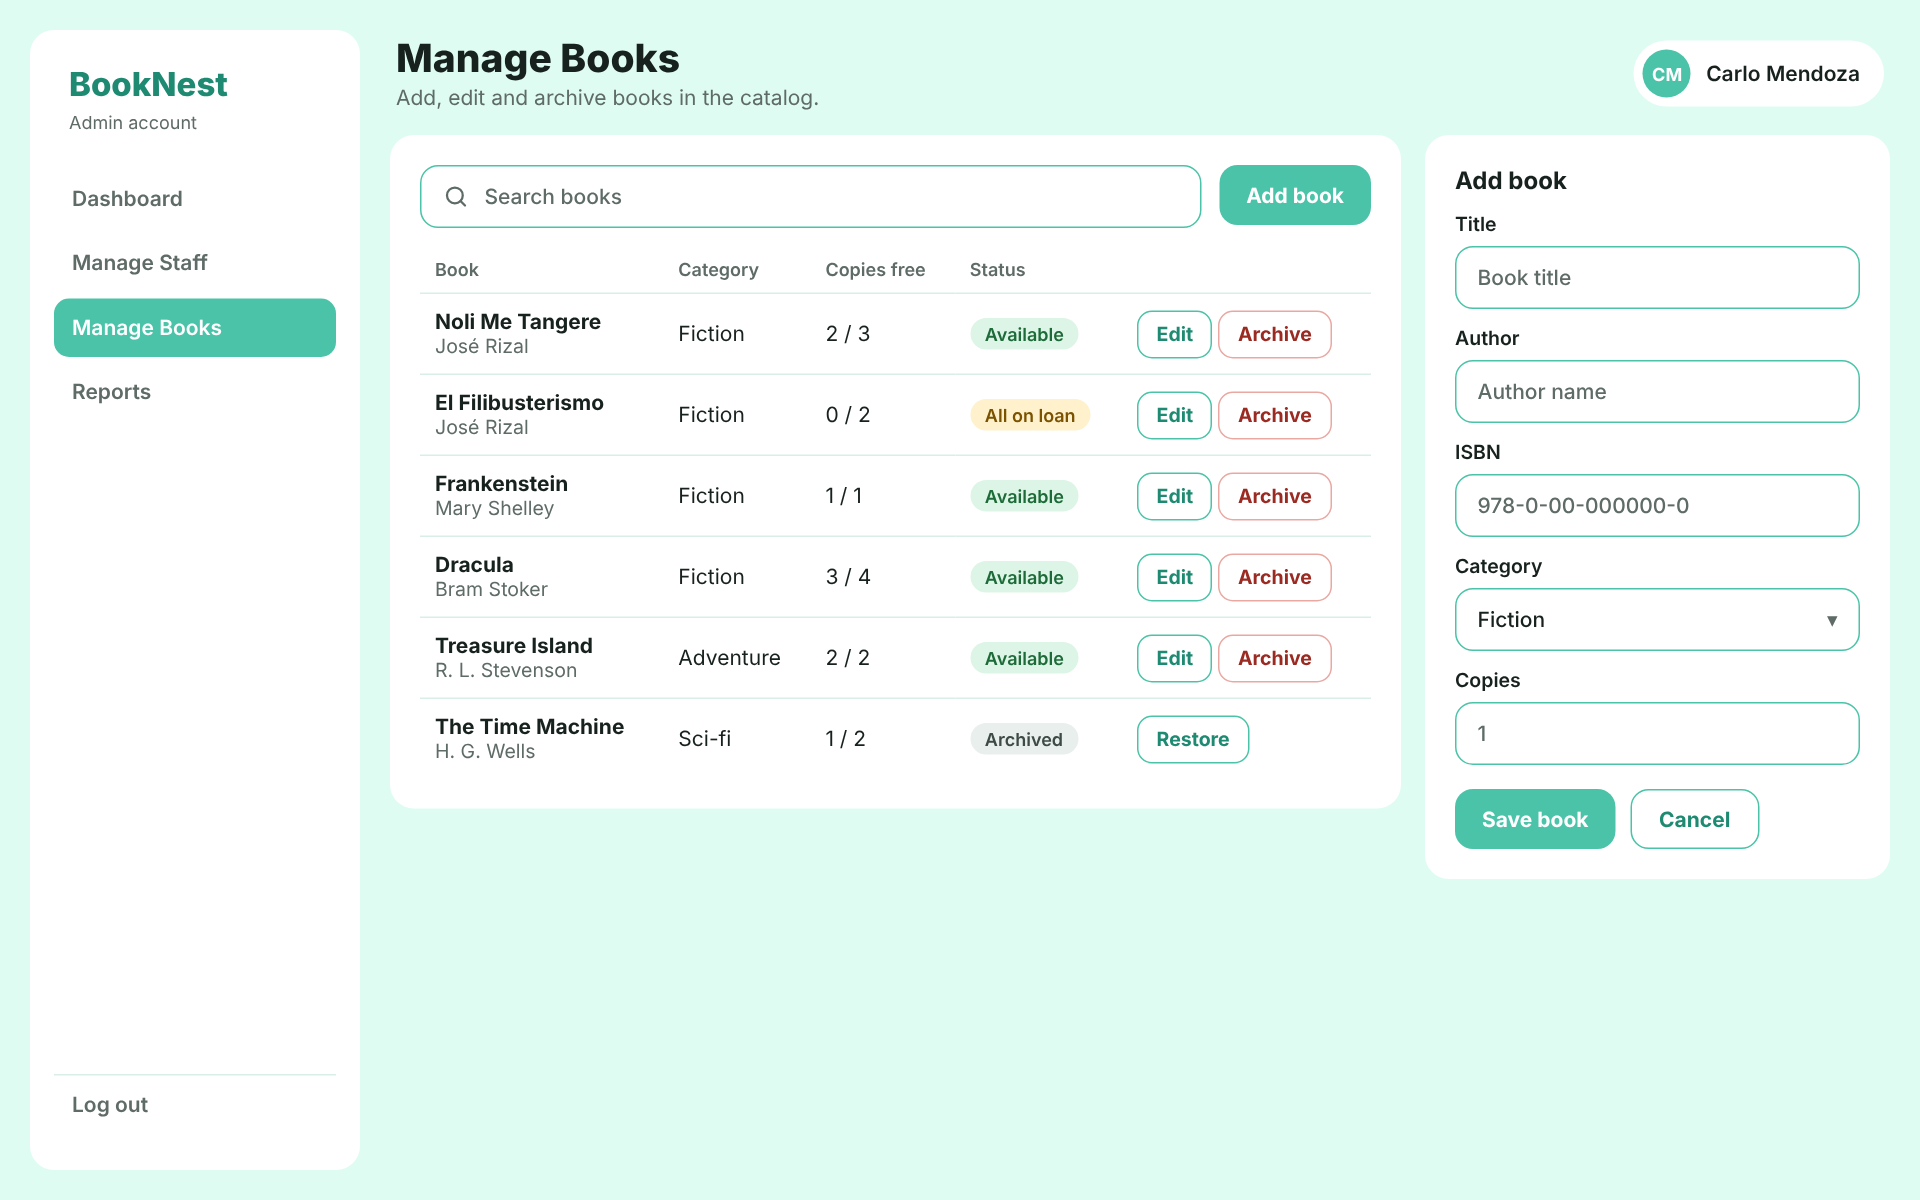 BookNest
Admin account
Dashboard
Manage Staff
Manage Books
Reports
Log out
Manage Books
Add, edit and archive books in the catalog.
CM
Carlo Mendoza
Search books
Add book
Book Category Copies free Status
Noli Me Tangere
José Rizal
Fiction 2 / 3 Available Edit Archive
El Filibusterismo
José Rizal
Fiction 0 / 2 All on loan Edit Archive
Frankenstein
Mary Shelley
Fiction 1 / 1 Available Edit Archive
Dracula
Bram Stoker
Fiction 3 / 4 Available Edit Archive
Treasure Island
R. L. Stevenson
Adventure 2 / 2 Available Edit Archive
The Time Machine
H. G. Wells
Sci-fi 1 / 2 Archived Restore
Add book
Title
Book title
Author
Author name
ISBN
978-0-00-000000-0
Category
Fiction
Copies
1
Save book Cancel